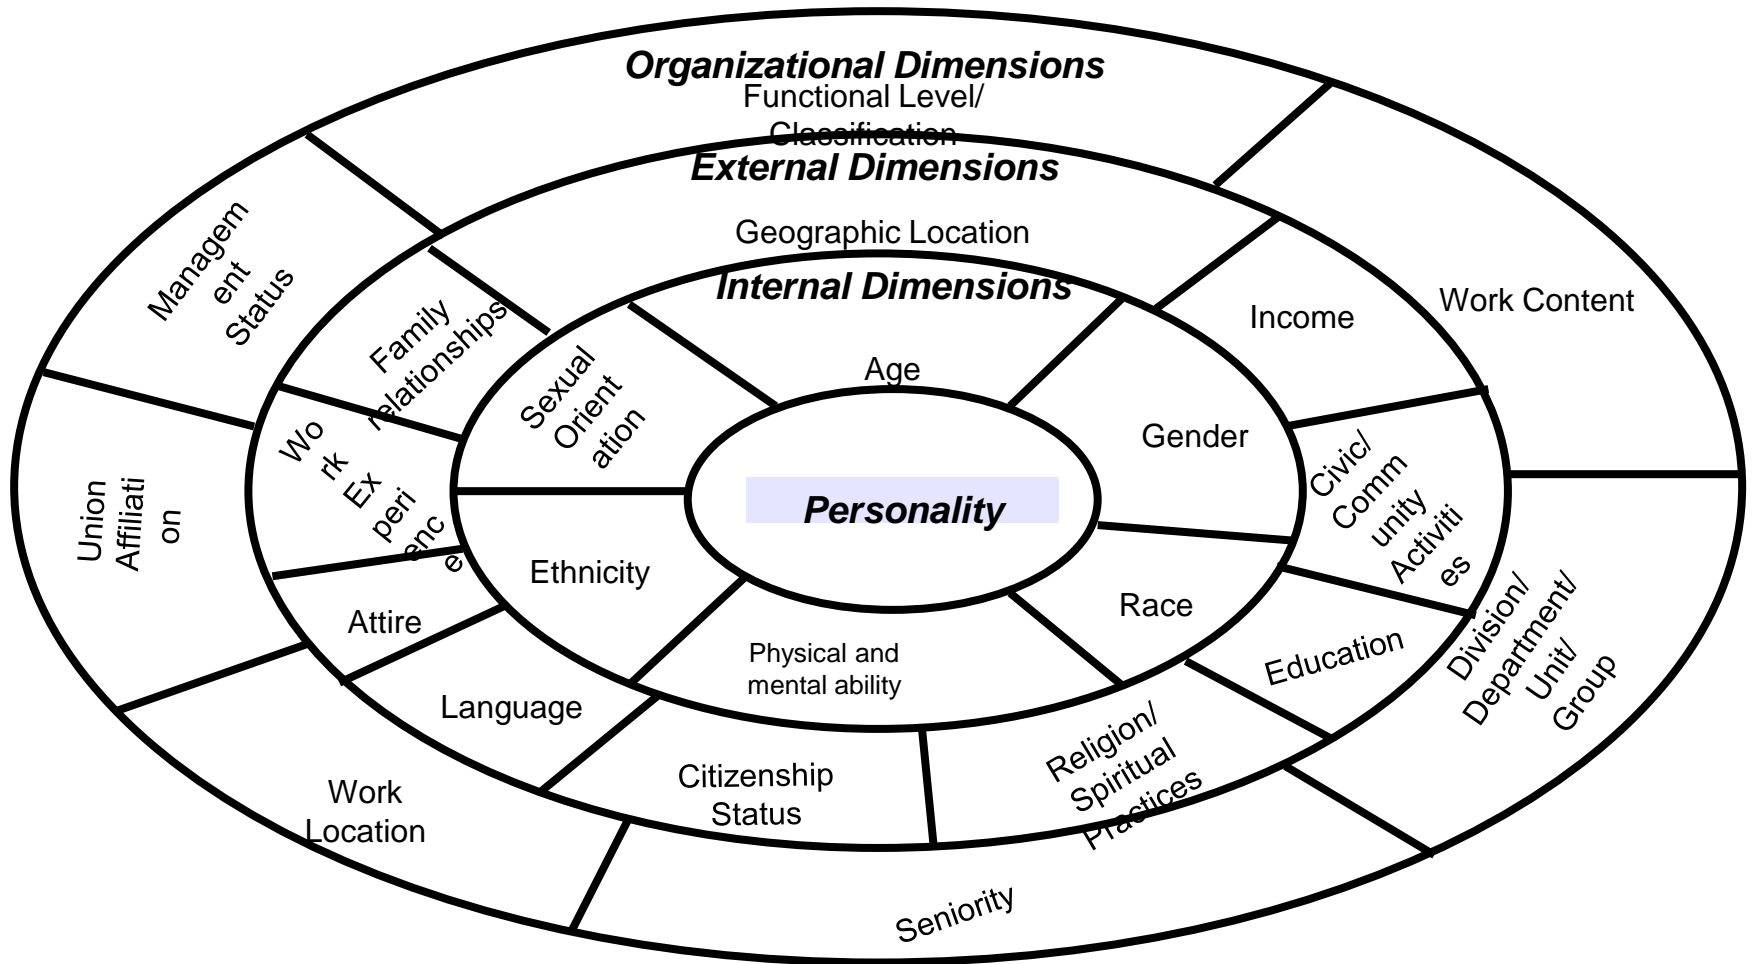 Organizational Dimensions
Functional Level/
Classification
External Dimensions
Geographic Location
Internal Dimensions
Age
Personality
Managem
ent
Status
Family
relationships
Sexual
Orient
ation
Income
Work Content
Gender
Union
Affiliati
on
Wo
rk
Ex
peri
enc
e
Civic/
Comm
unity
Activiti
es
Ethnicity
Race
Attire
Physical and
mental ability
Education
Division/
Department/
Unit/
Group
Language
Citizenship
Status
Religion/
Spiritual
Practices
Work
Location
Seniority